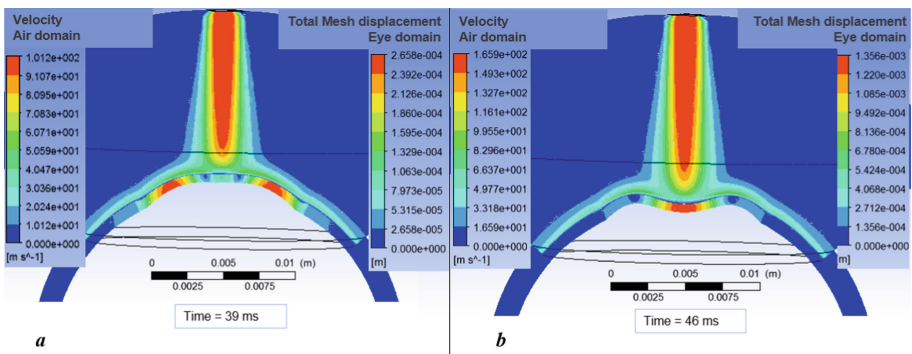 Velocity
Air domain
1.012e+002
9.107e+001
8.095e+001
7.083e+001
6.071e+001
5.059e+001
4.047e+001
3.036e+001
2.024e+001
1.012e+001
0.000e+000
[m s^-1]
Total Mesh displacement
Eye domain
2.658e-004
2.392e-004
2.126e-004
1.860e-004
1.595e-004
1.329e-004
1.063e-004
7.973e-005
5.315e-005
2.658e-005
0.000e+000
[m]
0 0.005 0.01 (m)
0.0025 0.0075
Time = 39 ms
a
Velocity
Air domain
1.659e+002
1.493e+002
1.327e+002
1.161e+002
9.955e+001
8.296e+001
6.637e+001
4.977e+001
3.318e+001
1.659e+001
0.000e+000
[m s^-1]
Total Mesh displacement
Eye domain
1.356e-003
1.220e-003
1.085e-003
9.492e-004
8.136e-004
6.780e-004
5.424e-004
4.068e-004
2.712e-004
1.356e-004
0.000e+000
[m]
0 0.005 0.01 (m)
0.0025 0.0075
Time = 46 ms
b